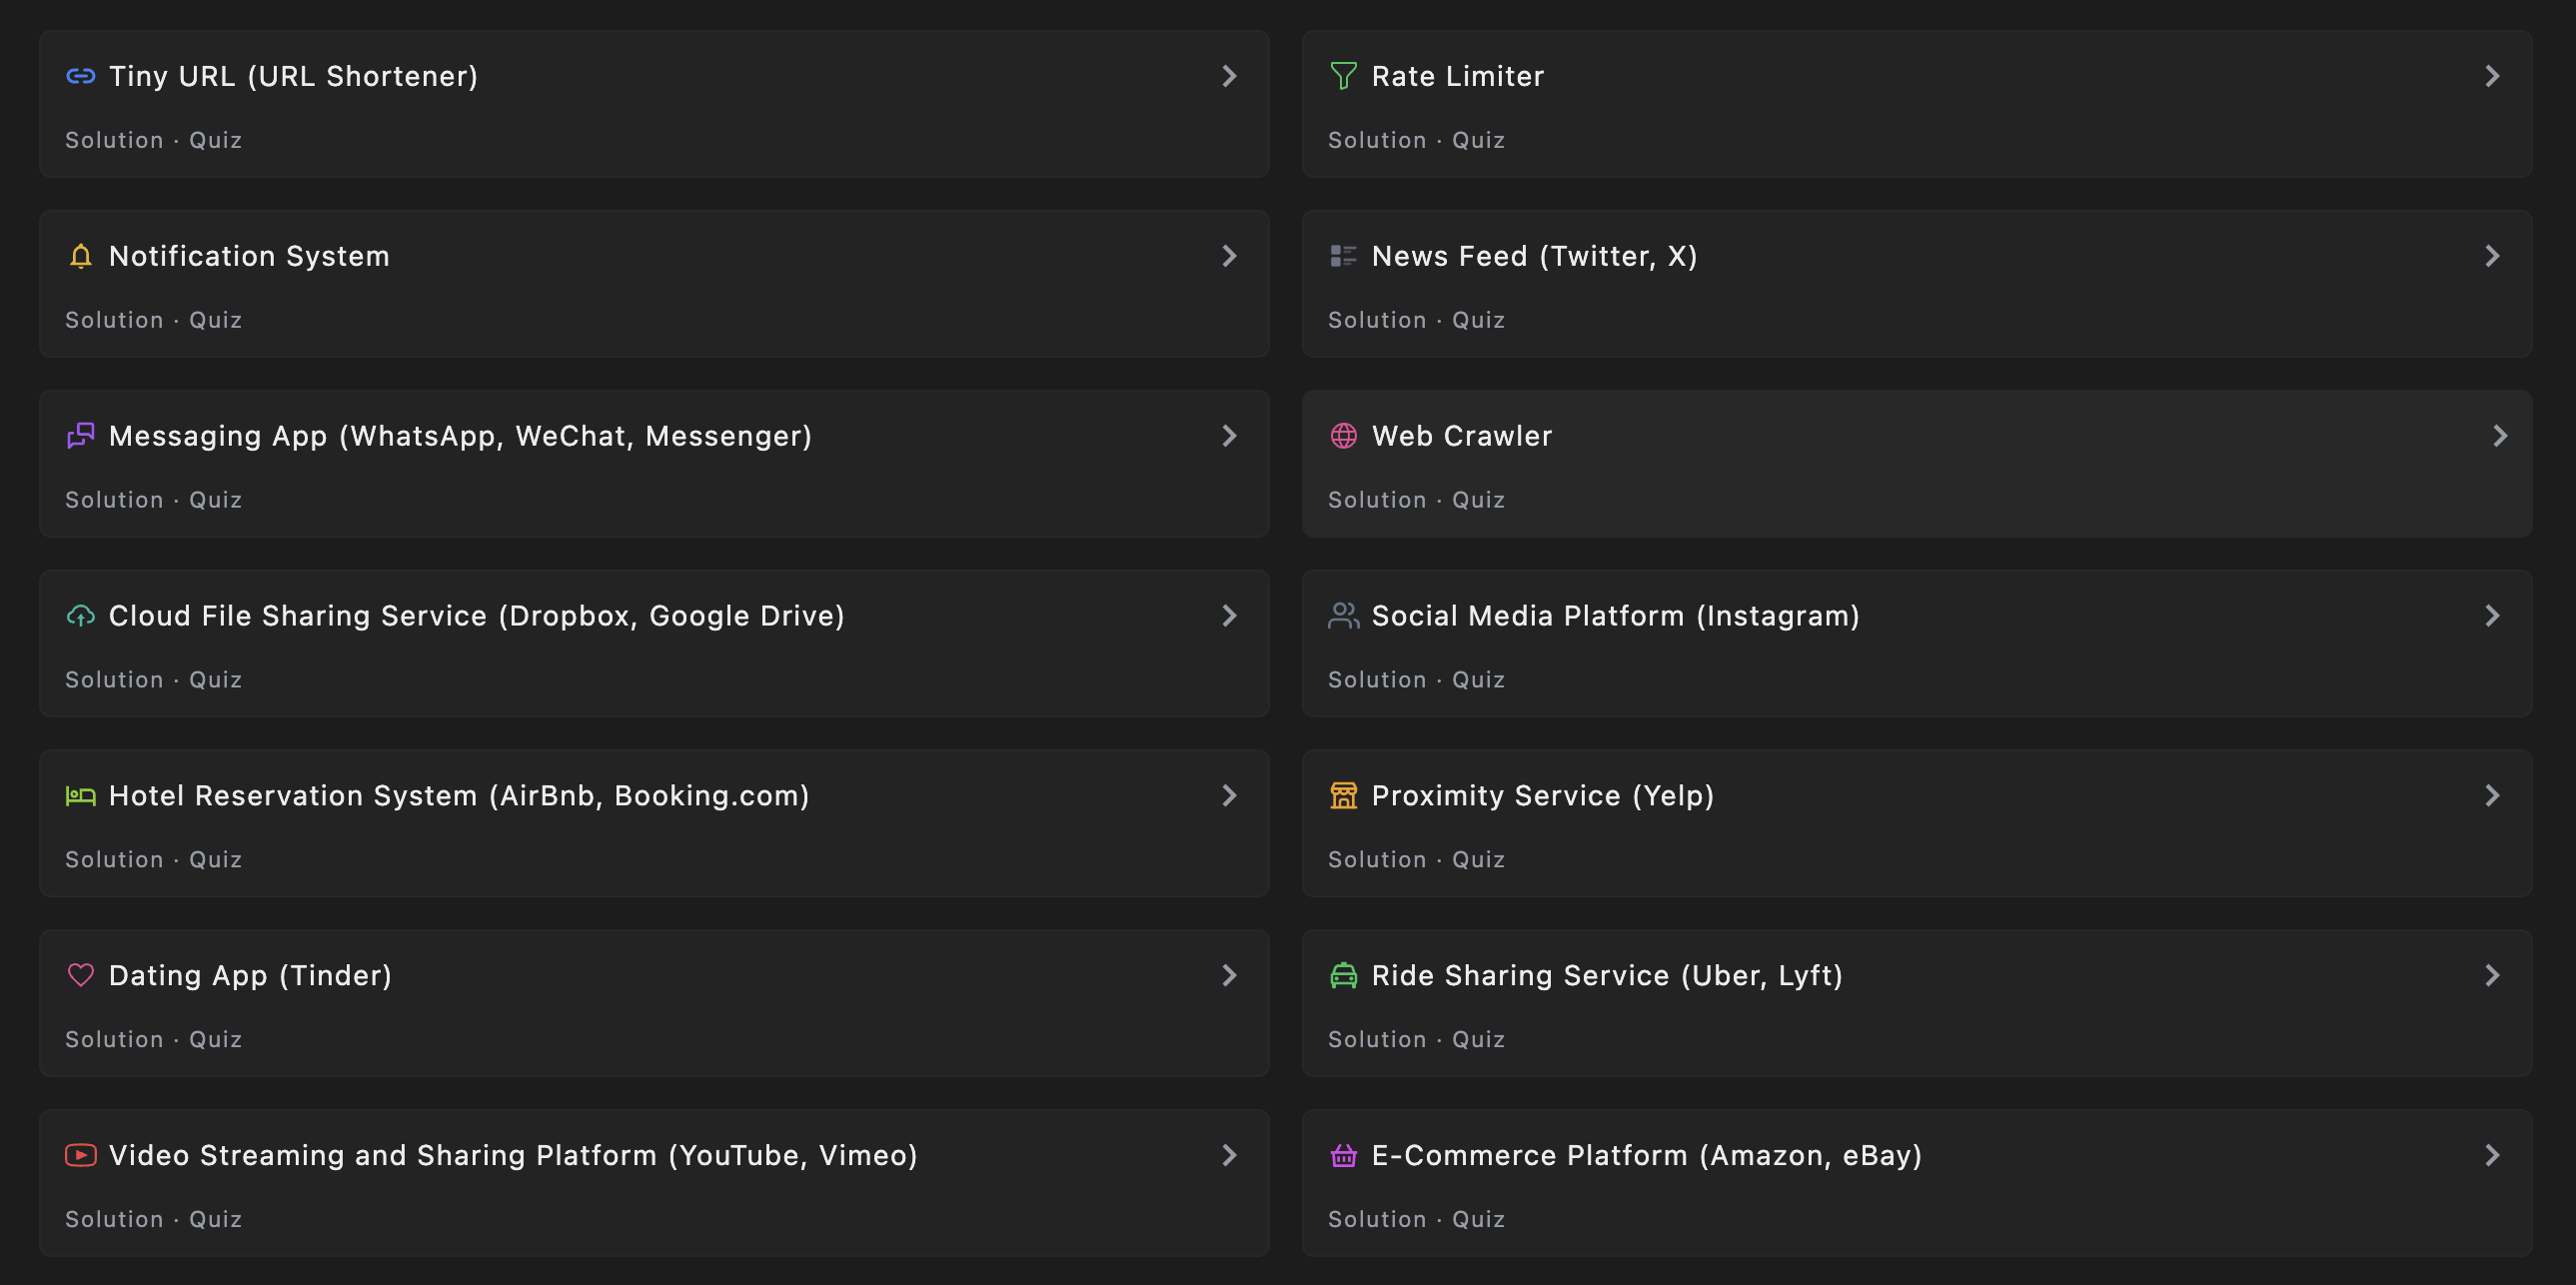 Tiny URL (URL Shortener)
Solution · Quiz
Rate Limiter
Solution · Quiz
Notification System
Solution · Quiz
News Feed (Twitter, X)
Solution · Quiz
Messaging App (WhatsApp, WeChat, Messenger)
Solution · Quiz
Web Crawler
Solution · Quiz
Cloud File Sharing Service (Dropbox, Google Drive)
Solution · Quiz
Social Media Platform (Instagram)
Solution · Quiz
Hotel Reservation System (AirBnb, Booking.com)
Solution · Quiz
Proximity Service (Yelp)
Solution · Quiz
Dating App (Tinder)
Solution · Quiz
Ride Sharing Service (Uber, Lyft)
Solution · Quiz
Video Streaming and Sharing Platform (YouTube, Vimeo)
Solution · Quiz
E-Commerce Platform (Amazon, eBay)
Solution · Quiz